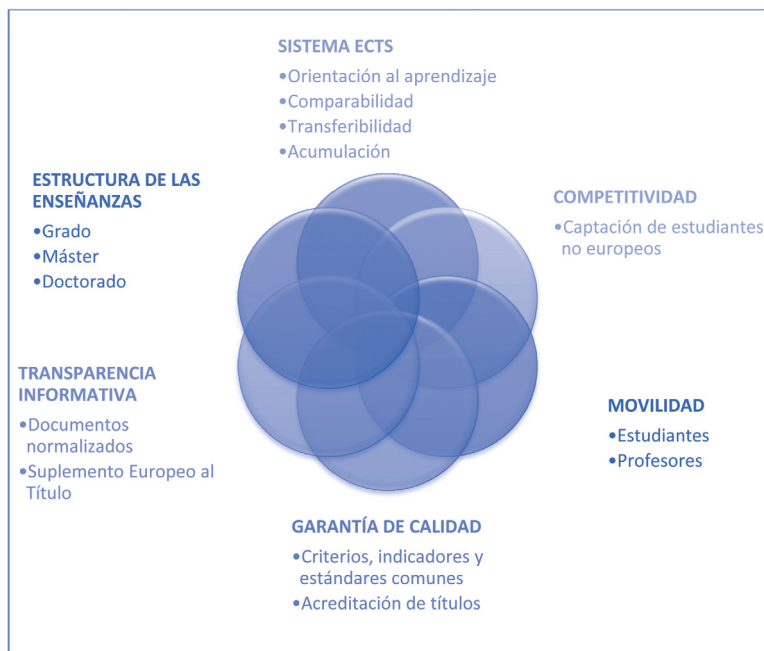 SISTEMA ECTS
•Orientación al aprendizaje
•Comparabilidad
•Transferibilidad
•Acumulación
ESTRUCTURA DE LAS
ENSEÑANZAS
•Grado
•Máster
•Doctorado
COMPETITIVIDAD
•Captación de estudiantes
no europeos
TRANSPARENCIA
INFORMATIVA
•Documentos
normalizados
•Suplemento Europeo al
Título
MOVILIDAD
•Estudiantes
•Profesores
GARANTÍA DE CALIDAD
•Criterios, indicadores y
estándares comunes
•Acreditación de títulos